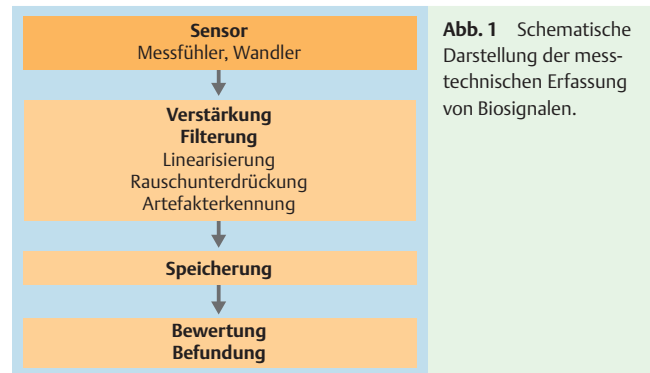 Sensor
Messfühler, Wandler
Verstärkung
Filterung
Linearisierung
Rauschunterdrückung
Artefakterkennung
Speicherung
Bewertung
Befundung
Abb. 1 Schematische
Darstellung der mess-
technischen Erfassung
von Biosignalen.